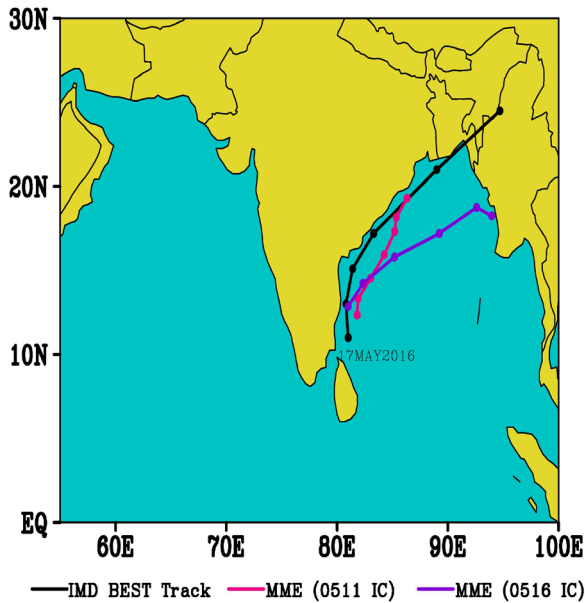 30N
20N
10N
17MAY2016
EQ
60E 70E 80E 90E 100E
IMD BEST Track MME (0511 IC) MME (0516 IC)